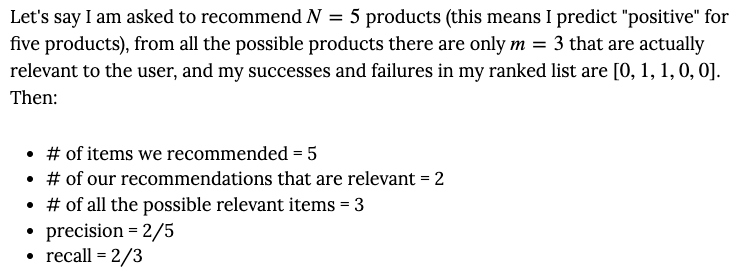 Let's say I am asked to recommend N = 5 products (this means I predict "positive" for
five products), from all the possible products there are only m = 3 that are actually
relevant to the user, and my successes and failures in my ranked list are [0, 1, 1, 0, 0].
Then:
• # of items we recommended = 5
• # of our recommendations that are relevant = 2
• # of all the possible relevant items = 3
• precision = 2/5
• recall = 2/3